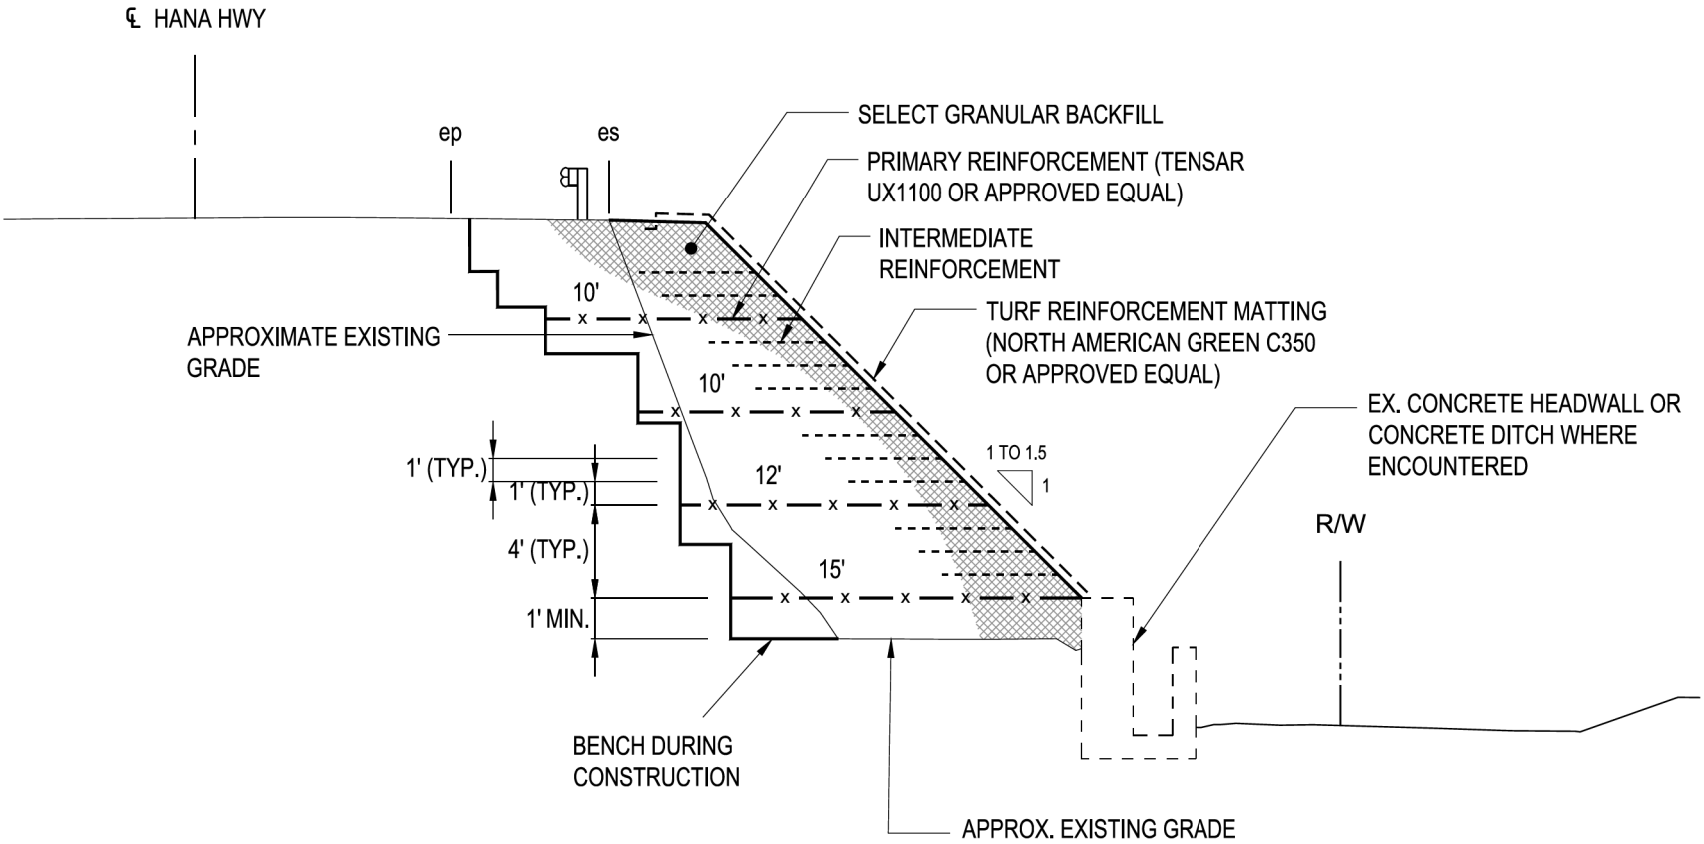 ℄ HANA HWY
ep
es
SELECT GRANULAR BACKFILL
PRIMARY REINFORCEMENT (TENSAR
UX1100 OR APPROVED EQUAL)
INTERMEDIATE
REINFORCEMENT
TURF REINFORCEMENT MATTING
(NORTH AMERICAN GREEN C350
OR APPROVED EQUAL)
APPROXIMATE EXISTING
GRADE
10'
10'
12'
15'
1' (TYP.)
1' (TYP.)
4' (TYP.)
1' MIN.
1 TO 1.5
1
EX. CONCRETE HEADWALL OR
CONCRETE DITCH WHERE
ENCOUNTERED
R/W
BENCH DURING
CONSTRUCTION
APPROX. EXISTING GRADE